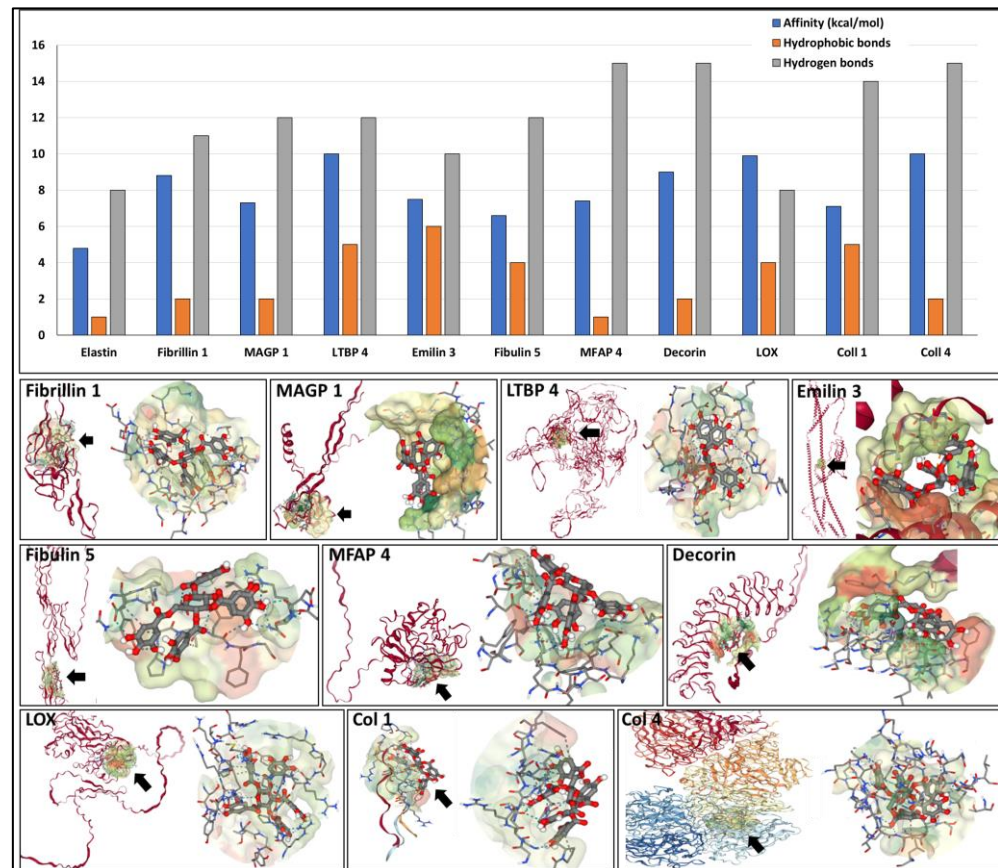 Affinity (kcal/mol)
Hydrophobic bonds
Hydrogen bonds
16
14
12
10
8
6
4
2
0
Elastin Fibrillin 1 MAGP 1 LTBP 4 Emilin 3 Fibulin 5 MFAP 4 Decorin LOX Coll 1 Coll 4
Fibrillin 1 MAGP 1 LTBP 4 Emilin 3
Fibulin 5 MFAP 4 Decorin
LOX Col 1 Col 4